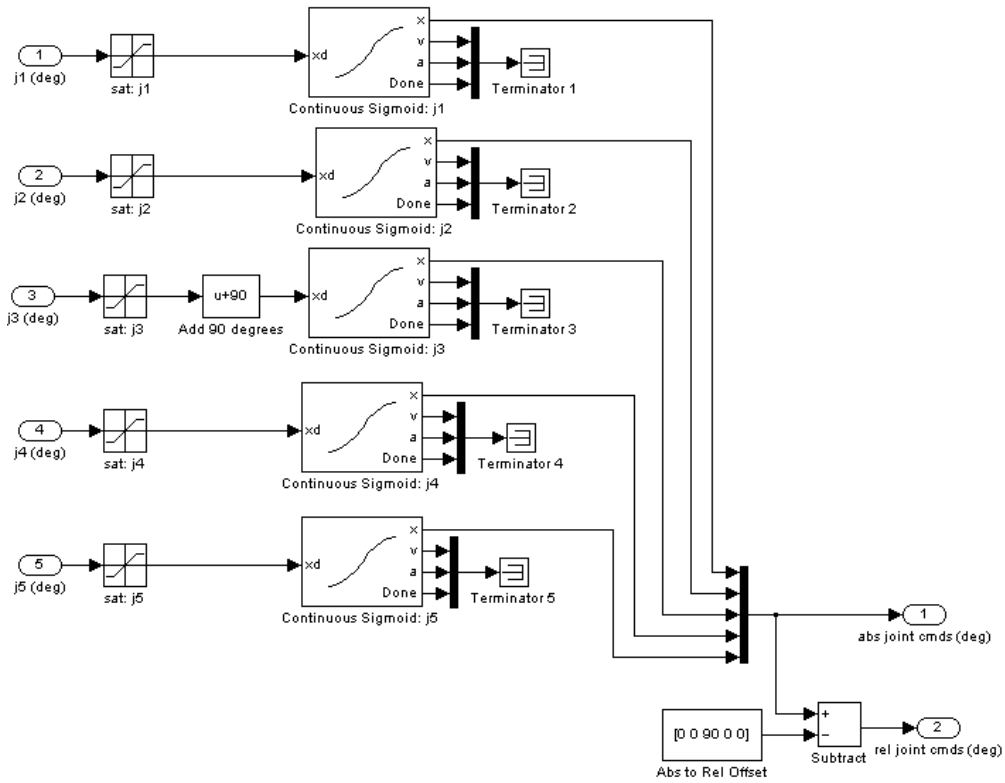 x
v
a
Done
xd
1
j1 (deg)
sat: j1
Terminator 1
Continuous Sigmoid: j1
x
v
a
Done
xd
2
j2 (deg)
sat: j2
Terminator 2
Continuous Sigmoid: j2
x
v
a
Done
xd
3
u+90
j3 (deg)
sat: j3
Add 90 degrees
Terminator 3
Continuous Sigmoid: j3
x
v
a
Done
xd
4
j4 (deg)
sat: j4
Terminator 4
Continuous Sigmoid: j4
x
v
a
Done
xd
5
j5 (deg)
sat: j5
Terminator 5
Continuous Sigmoid: j5
1
abs joint cmds (deg)
[0 0 90 0 0]
Abs to Rel Offset
+
−
Subtract
2
rel joint cmds (deg)